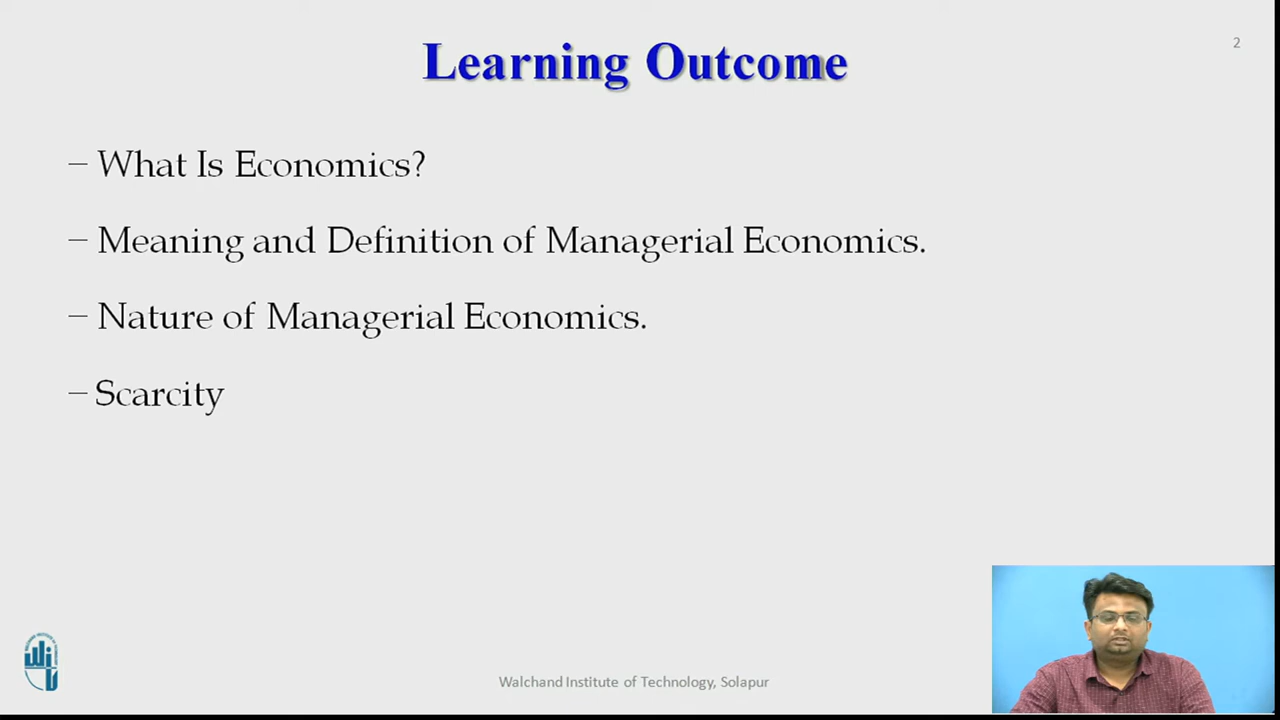 2
Learning Outcome
– What Is Economics?
– Meaning and Definition of Managerial Economics.
– Nature of Managerial Economics.
– Scarcity
Walchand Institute of Technology, Solapur